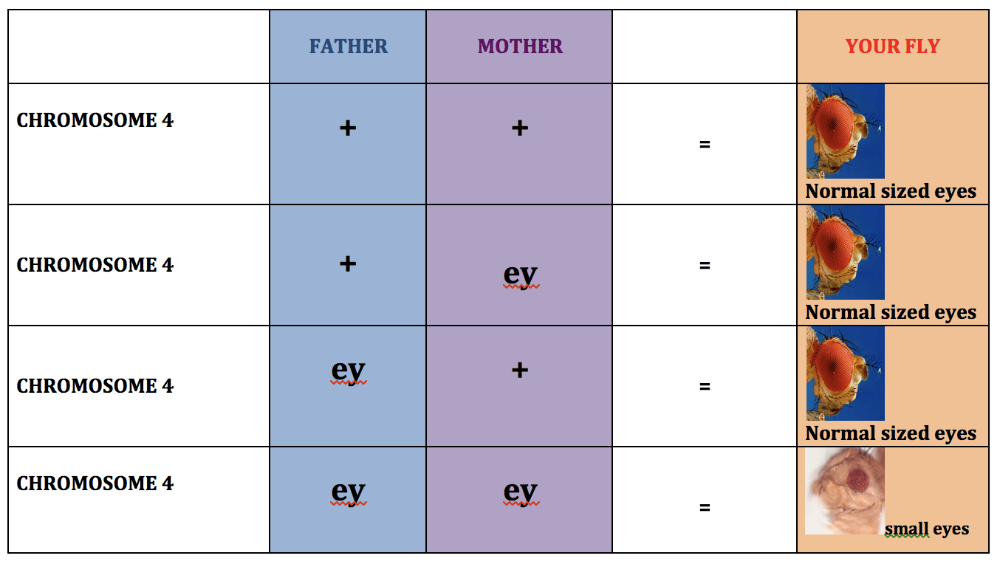 FATHER MOTHER YOUR FLY
CHROMOSOME 4 + + =
Normal sized eyes
CHROMOSOME 4 + ey =
Normal sized eyes
CHROMOSOME 4 ey + =
Normal sized eyes
CHROMOSOME 4 ey ey =
small eyes